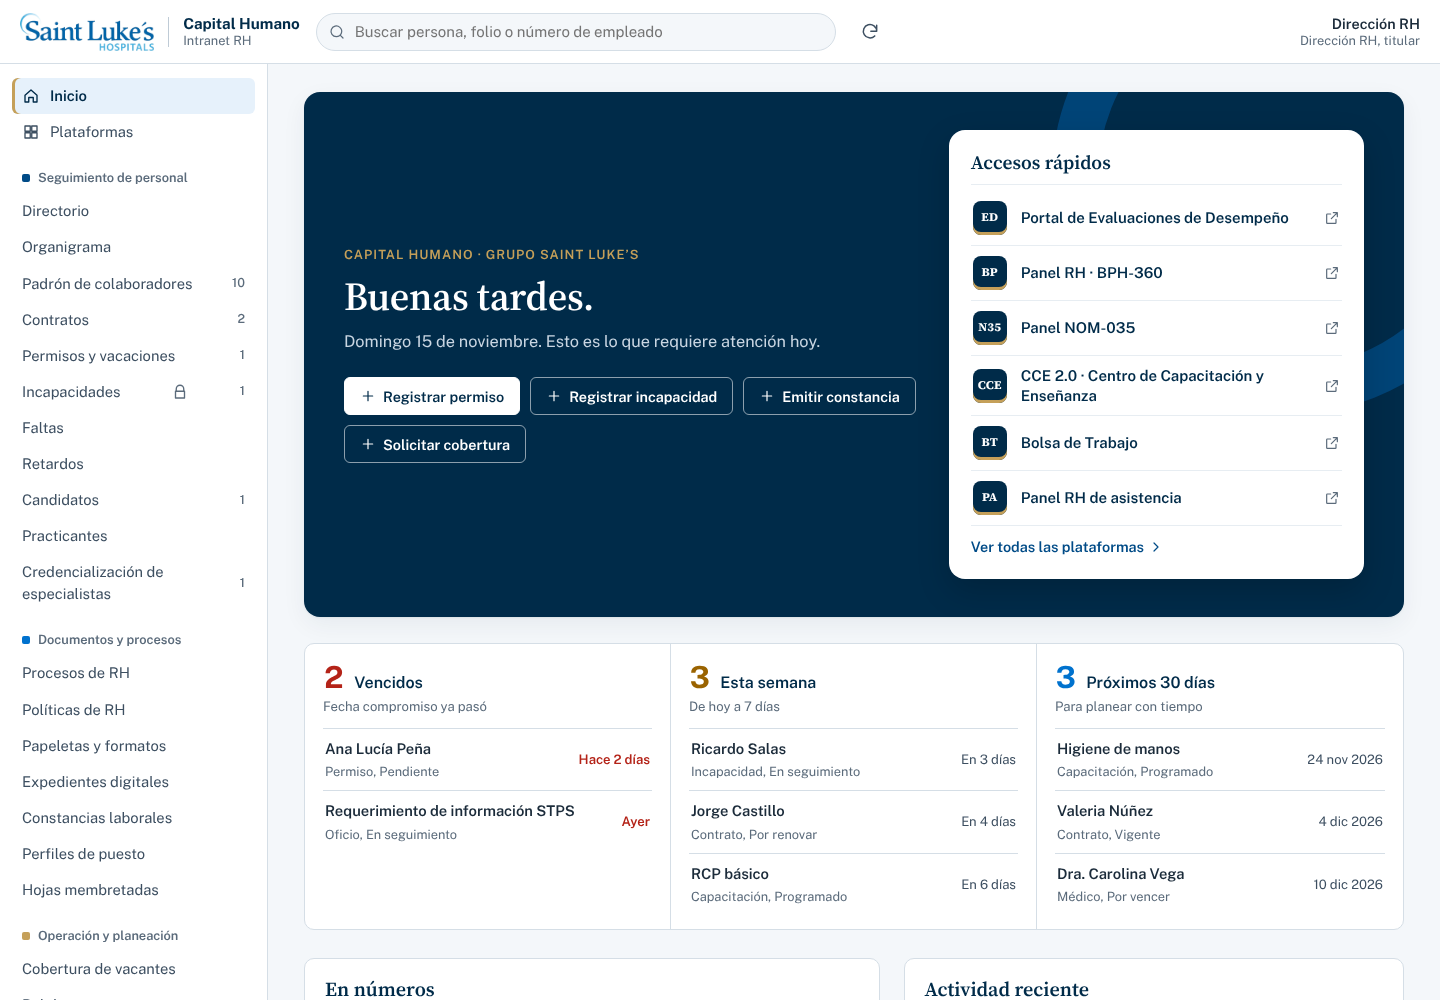 Saint Luke's
HOSPITALS
Capital Humano
Intranet RH
Buscar persona, folio o número de empleado
Dirección RH
Dirección RH, titular
Inicio
Plataformas
Seguimiento de personal
Directorio
Organigrama
Padrón de colaboradores 10
Contratos 2
Permisos y vacaciones 1
Incapacidades 1
Faltas
Retardos
Candidatos 1
Practicantes
Credencialización de
especialistas 1
Documentos y procesos
Procesos de RH
Políticas de RH
Papeletas y formatos
Expedientes digitales
Constancias laborales
Perfiles de puesto
Hojas membretadas
Operación y planeación
Cobertura de vacantes
CAPITAL HUMANO · GRUPO SAINT LUKE'S
Buenas tardes.
Domingo 15 de noviembre. Esto es lo que requiere atención hoy.
Registrar permiso
Registrar incapacidad
Emitir constancia
Solicitar cobertura
Accesos rápidos
ED Portal de Evaluaciones de Desempeño
BP Panel RH · BPH-360
N35 Panel NOM-035
CCE CCE 2.0 · Centro de Capacitación y
Enseñanza
BT Bolsa de Trabajo
PA Panel RH de asistencia
Ver todas las plataformas
2 Vencidos
Fecha compromiso ya pasó
Ana Lucía Peña
Permiso, Pendiente
Hace 2 días
Requerimiento de información STPS
Oficio, En seguimiento
Ayer
3 Esta semana
De hoy a 7 días
Ricardo Salas
Incapacidad, En seguimiento
En 3 días
Jorge Castillo
Contrato, Por renovar
En 4 días
RCP básico
Capacitación, Programado
En 6 días
3 Próximos 30 días
Para planear con tiempo
Higiene de manos
Capacitación, Programado
24 nov 2026
Valeria Núñez
Contrato, Vigente
4 dic 2026
Dra. Carolina Vega
Médico, Por vencer
10 dic 2026
En números
Actividad reciente